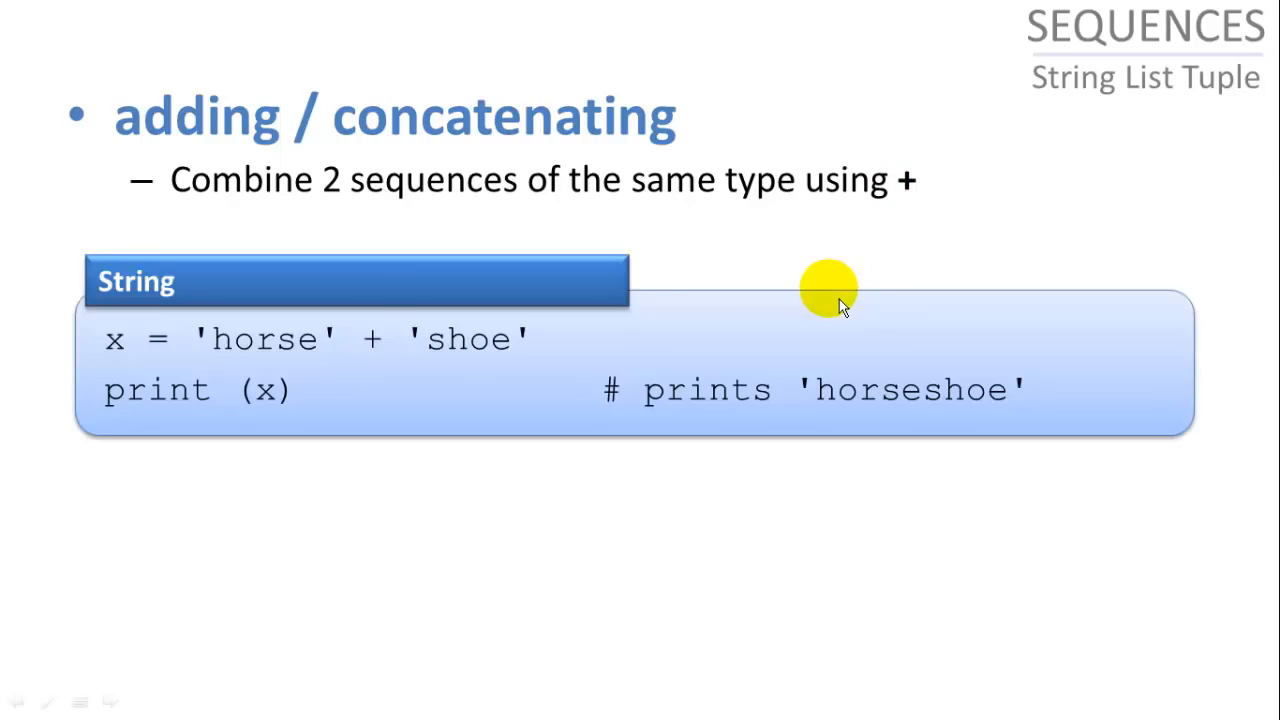 SEQUENCES
String List Tuple
• adding / concatenating
– Combine 2 sequences of the same type using +
String
x = 'horse' + 'shoe'
print (x) # prints 'horseshoe'